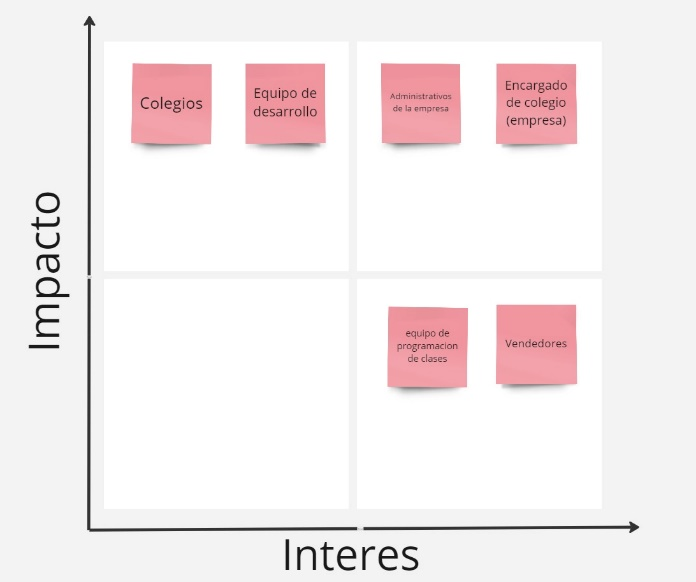 Impacto
Colegios
Equipo de
desarrollo
Administrativos
de la empresa
Encargado
de colegio
(empresa)
equipo de
programacion
de clases
Vendedores
Interes